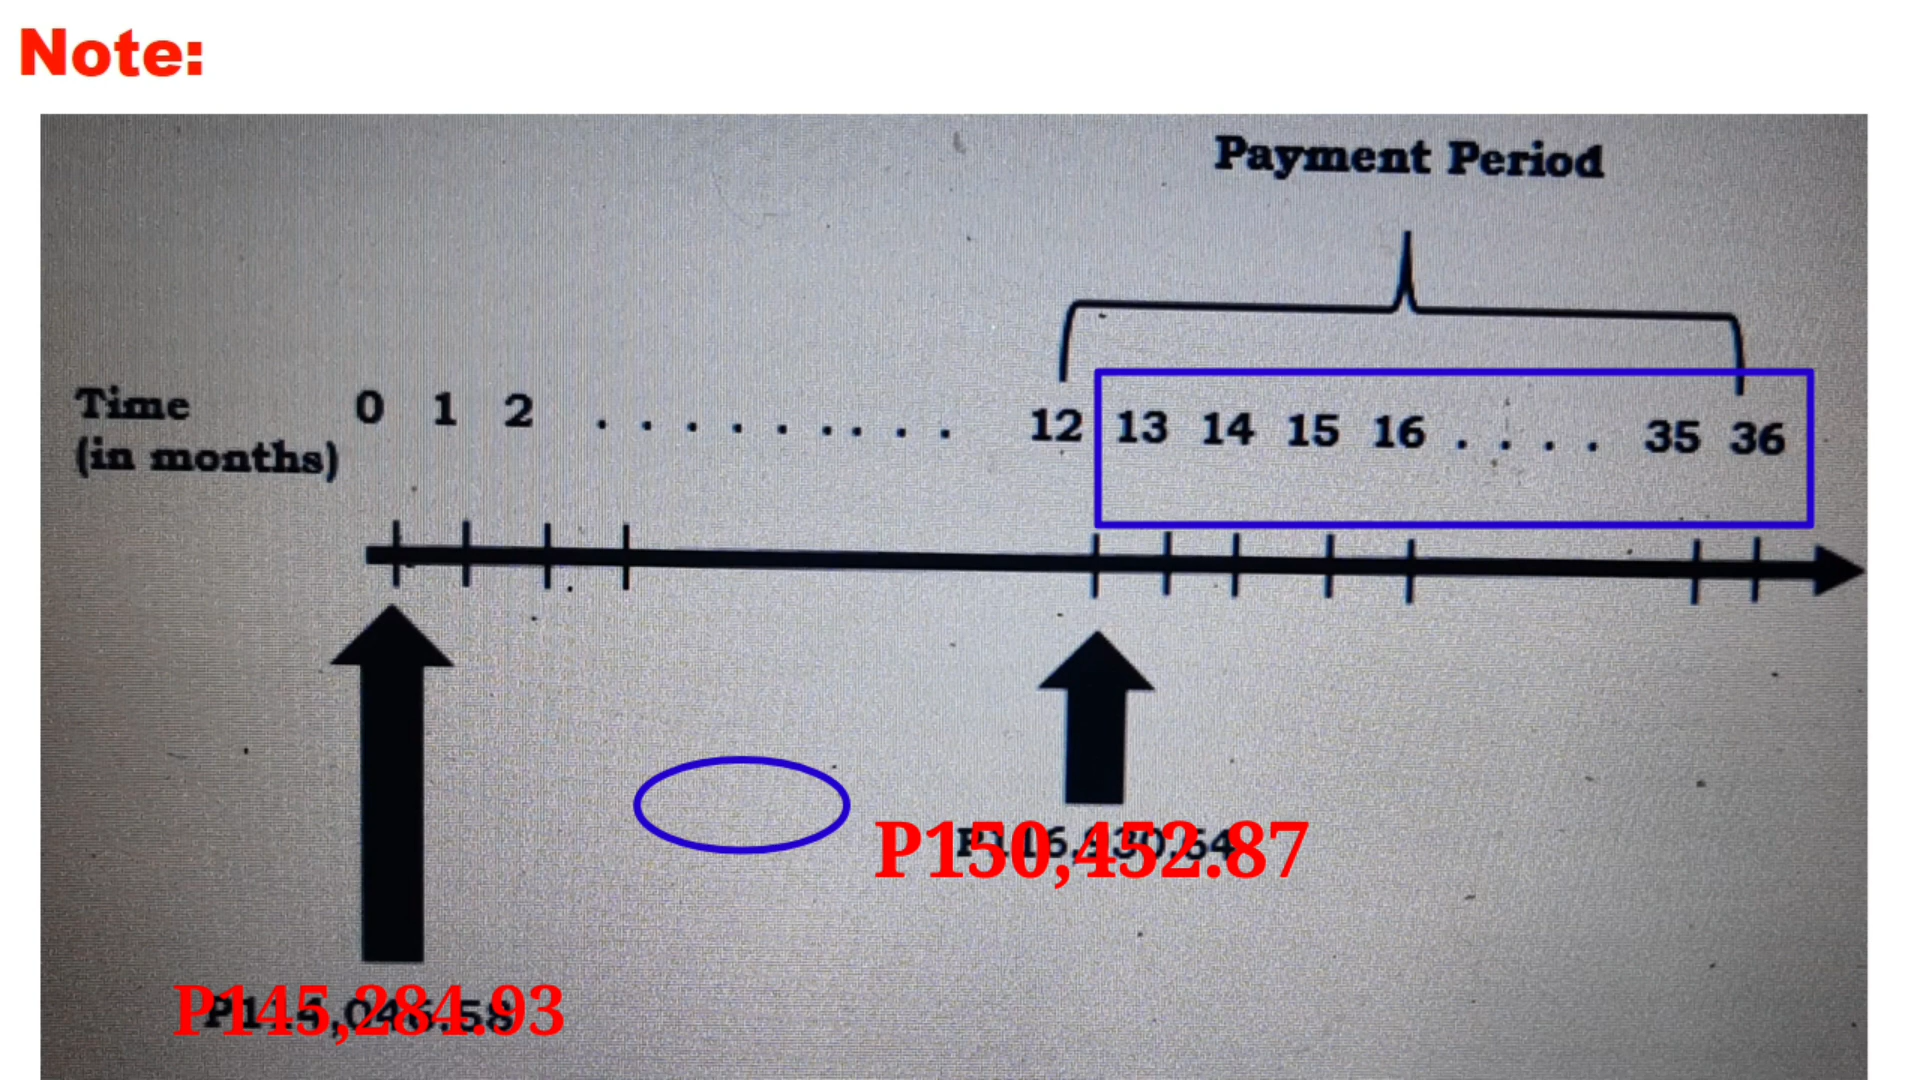 Note:
Payment Period
Time
(in months)
0 1 2 . . . . . . . . . 12 13 14 15 16 . . . . 35 36
P150,452.87
P145,284.93